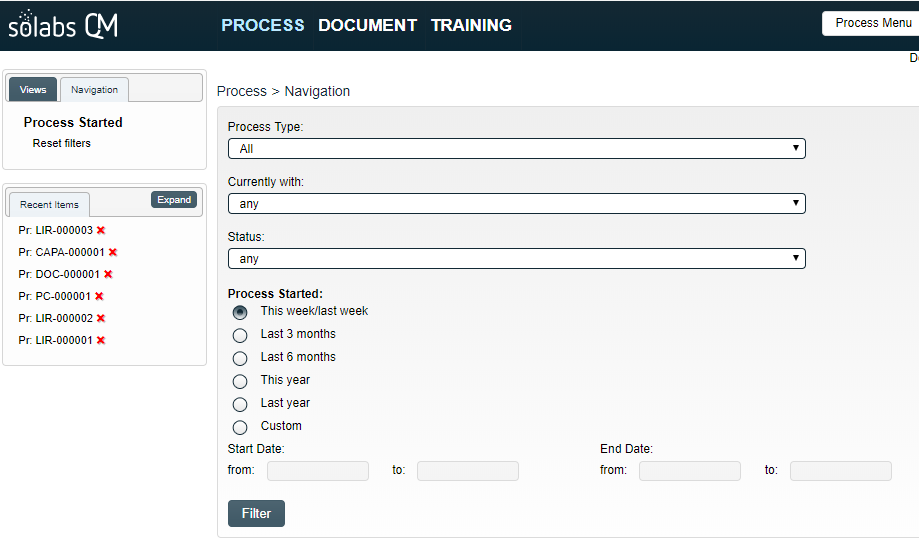 sölabs QM
PROCESS DOCUMENT TRAINING
Process Menu
Views Navigation
Process Started
Reset filters
Recent Items Expand
Pr: LIR-000003
Pr: CAPA-000001
Pr: DOC-000001
Pr: PC-000001
Pr: LIR-000002
Pr: LIR-000001
Process > Navigation
Process Type:
All
Currently with:
any
Status:
any
Process Started:
This week/last week
Last 3 months
Last 6 months
This year
Last year
Custom
Start Date: End Date:
from: to: from: to:
Filter